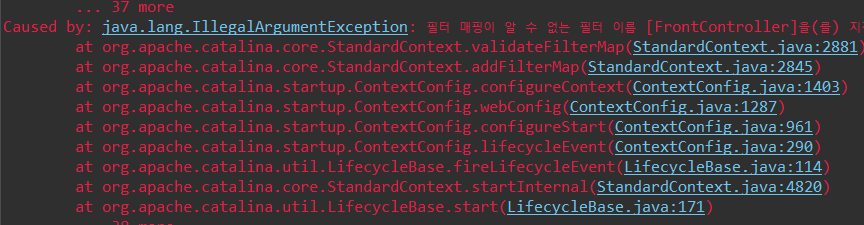 ... 37 more
Caused by: java.lang.IllegalArgumentException: 필터 매핑이 알 수 없는 필터 이름 [FrontController]을(를)
at org.apache.catalina.core.StandardContext.validateFilterMap(StandardContext.java:2881)
at org.apache.catalina.core.StandardContext.addFilterMap(StandardContext.java:2845)
at org.apache.catalina.startup.ContextConfig.configureContext(ContextConfig.java:1403)
at org.apache.catalina.startup.ContextConfig.webConfig(ContextConfig.java:1287)
at org.apache.catalina.startup.ContextConfig.configureStart(ContextConfig.java:961)
at org.apache.catalina.startup.ContextConfig.lifecycleEvent(ContextConfig.java:290)
at org.apache.catalina.util.LifecycleBase.fireLifecycleEvent(LifecycleBase.java:114)
at org.apache.catalina.core.StandardContext.startInternal(StandardContext.java:4820)
at org.apache.catalina.util.LifecycleBase.start(LifecycleBase.java:171)